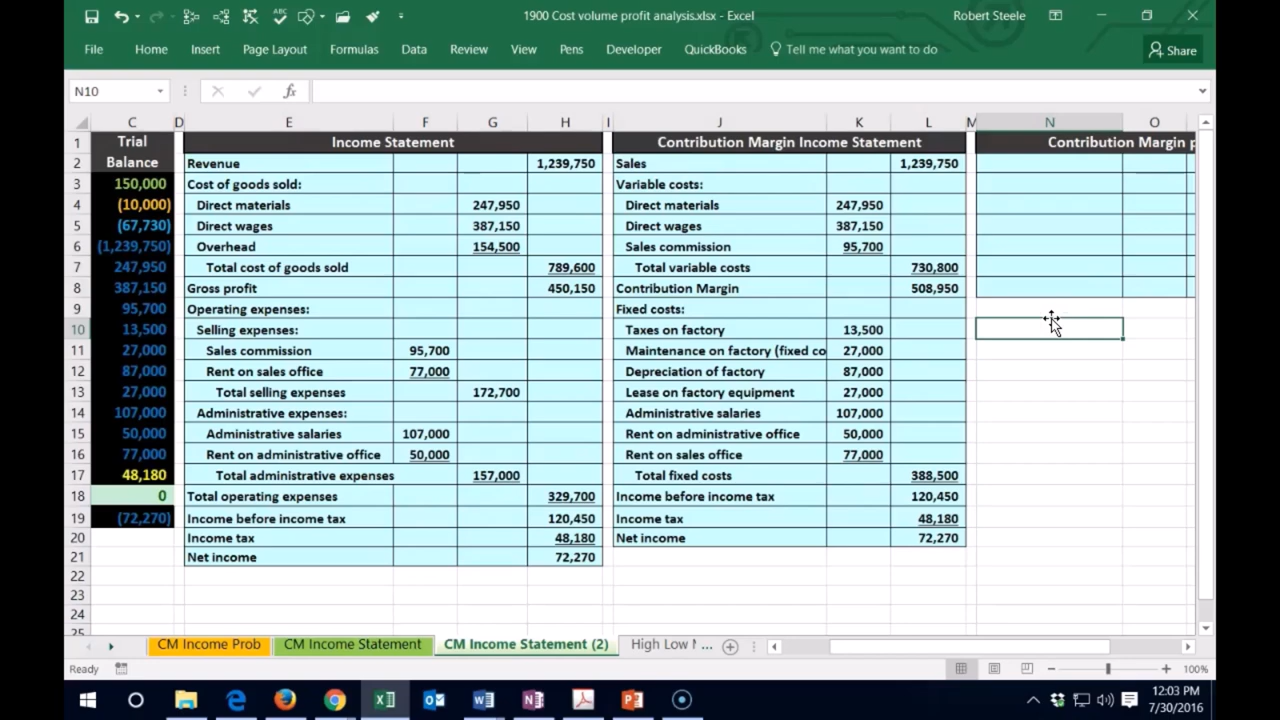 1900 Cost volume profit analysis.xlsx - Excel
Robert Steele
File Home Insert Page Layout Formulas Data Review View Pens Developer QuickBooks Tell me what you want to do Share
N10
fx
C D E F G H I J K L M N O
1 Trial Income Statement Contribution Margin Income Statement Contribution Margin p
2 Balance Revenue 1,239,750 Sales 1,239,750
3 150,000 Cost of goods sold: Variable costs:
4 (10,000) Direct materials 247,950 Direct materials 247,950
5 (67,730) Direct wages 387,150 Direct wages 387,150
6 (1,239,750) Overhead 154,500 Sales commission 95,700
7 247,950 Total cost of goods sold 789,600 Total variable costs 730,800
8 387,150 Gross profit 450,150 Contribution Margin 508,950
9 95,700 Operating expenses: Fixed costs:
10 13,500 Selling expenses: Taxes on factory 13,500
11 27,000 Sales commission 95,700 Maintenance on factory (fixed co 27,000
12 87,000 Rent on sales office 77,000 Depreciation of factory 87,000
13 27,000 Total selling expenses 172,700 Lease on factory equipment 27,000
14 107,000 Administrative expenses: Administrative salaries 107,000
15 50,000 Administrative salaries 107,000 Rent on administrative office 50,000
16 77,000 Rent on administrative office 50,000 Rent on sales office 77,000
17 48,180 Total administrative expenses 157,000 Total fixed costs 388,500
18 0 Total operating expenses 329,700 Income before income tax 120,450
19 (72,270) Income before income tax 120,450 Income tax 48,180
20 Income tax 48,180 Net income 72,270
21 Net income 72,270
22
23
24
25
CM Income Prob CM Income Statement CM Income Statement (2) High Low M ...
Ready 100%
12:03 PM
7/30/2016